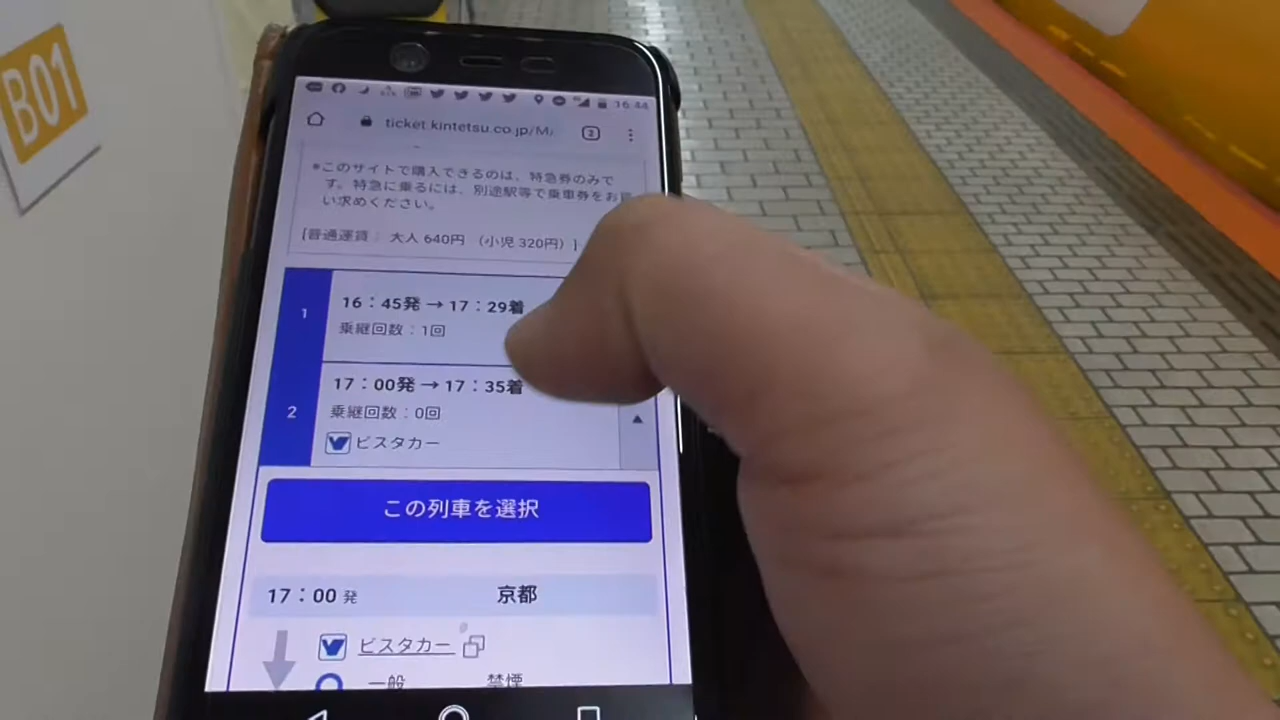 B01
16:44
ticket.kintetsu.co.jp/M
2
*このサイトで購入できるのは、特急券のみで
す。特急に乗るには、別途駅等で乗車券をお買
い求めください。
[普通運賃： 大人 640円 （小児 320円）]
1
16：45発 → 17：29着
乗継回数：1回
2
17：00発 → 17：35着
乗継回数：0回
ビスタカー
▲
この列車を選択
17：00 発 京都
ビスタカー
一般 禁煙